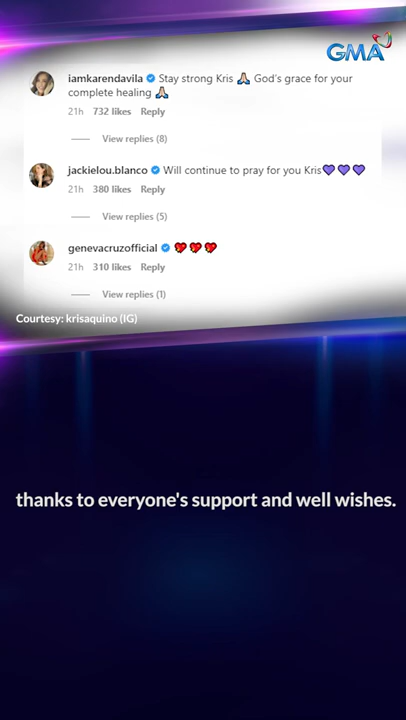 GMA
iamkarendavila Stay strong Kris 🙏🏻 God's grace for your
complete healing 🙏🏻
21h 732 likes Reply
View replies (8)
jackielou.blanco Will continue to pray for you Kris💜💜💜
21h 380 likes Reply
View replies (5)
genevacruzofficial 💖💖💖
21h 310 likes Reply
View replies (1)
Courtesy: krisaquino (IG)
thanks to everyone's support and well wishes.